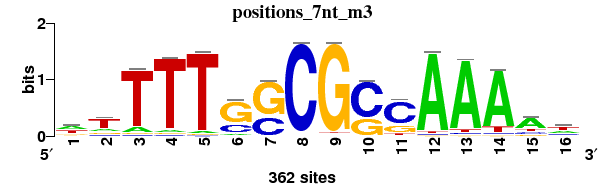 positions_7nt_m3
2
bits
1
0
T T T T G C G C G C G C C G A A A A
1 2 3 4 5 6 7 8 9 10 11 12 13 14 15 16
5′ 3′
362 sites